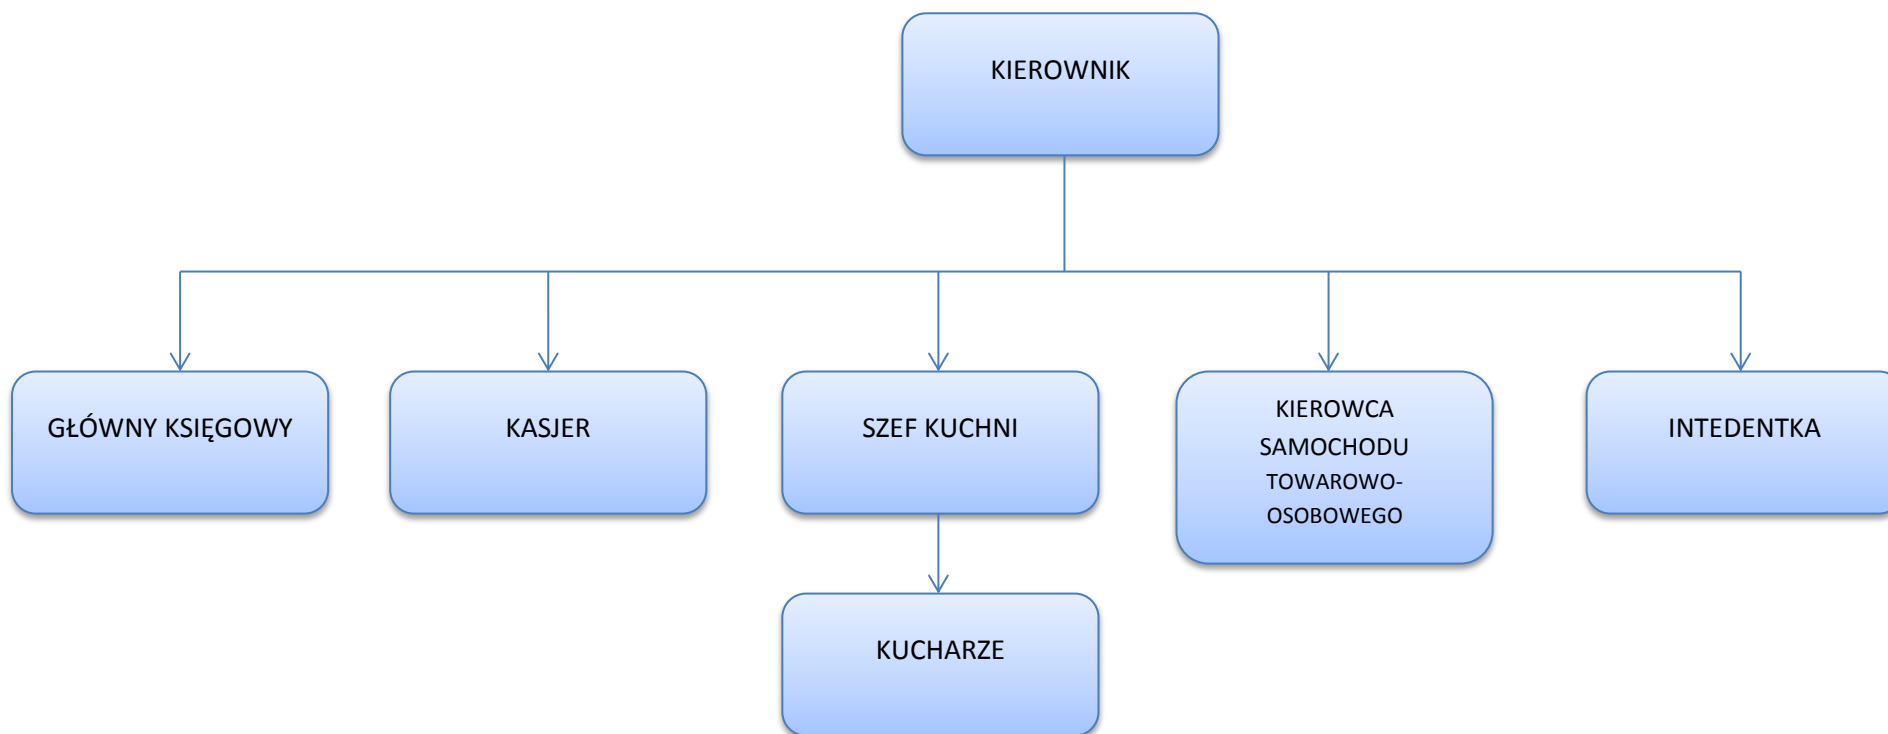 KIEROWNIK
GŁÓWNY KSIĘGOWY
KASJER
SZEF KUCHNI
KIEROWCA
SAMOCHODU
TOWAROWO-
OSOBOWEGO
INTEDENTKA
KUCHARZE